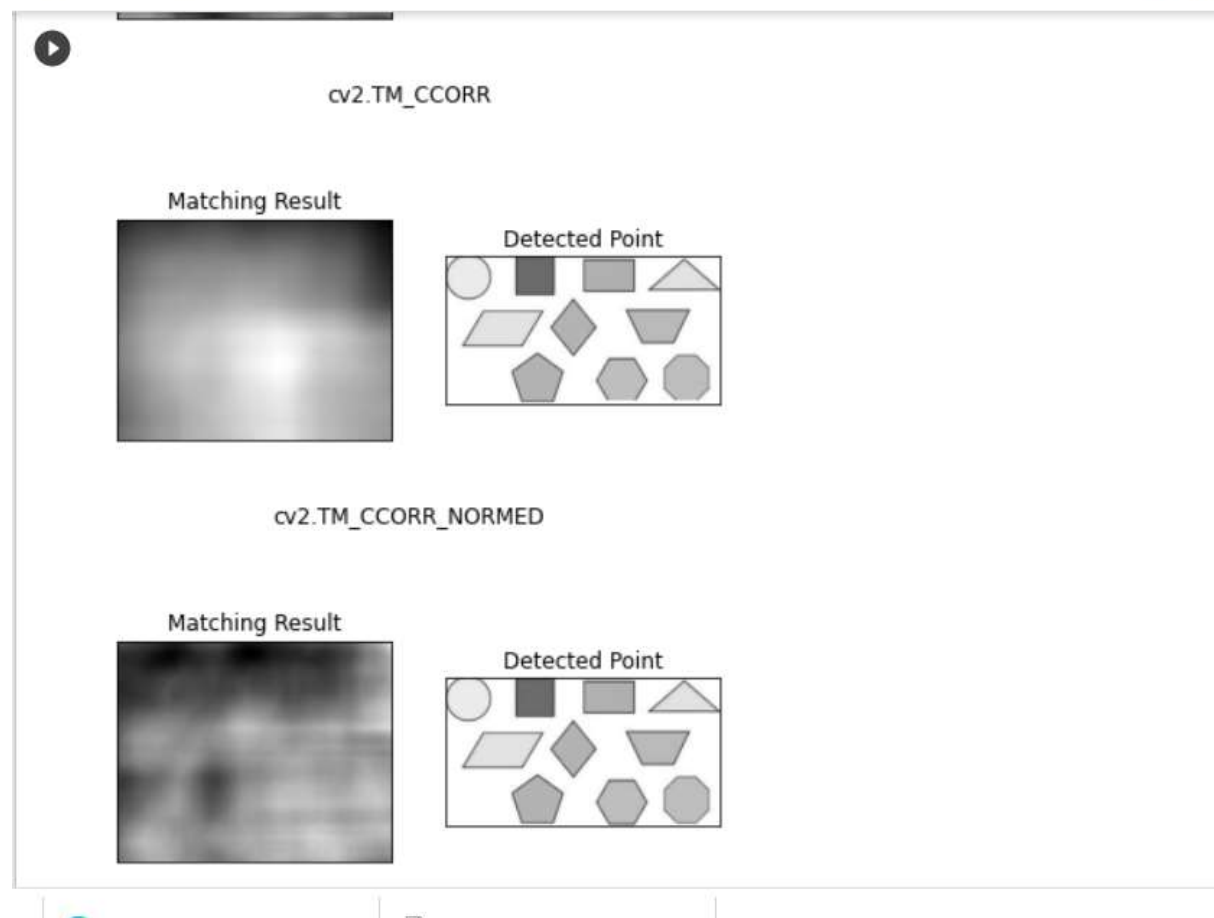 cv2.TM_CCORR
Matching Result
Detected Point
cv2.TM_CCORR_NORMED
Matching Result
Detected Point